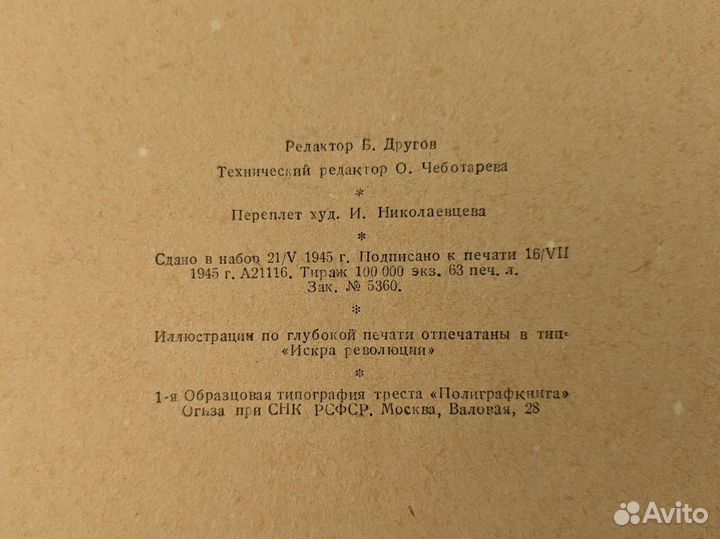 Редактор Б. Другов
Технический редактор О. Чеботарева
*
Переплет худ. И. Николаевцева
*
Сдано в набор 21/V 1945 г. Подписано к печати 16/VII
1945 г. А21116. Тираж 100 000 экз. 63 печ. л.
Зак. № 5360.
*
Иллюстрации по глубокой печати отпечатаны в тип.
«Искра революции»
*
1-я Образцовая типография треста «Полиграфкнига»
Огиза при СНК РСФСР. Москва, Валовая, 28
Avito